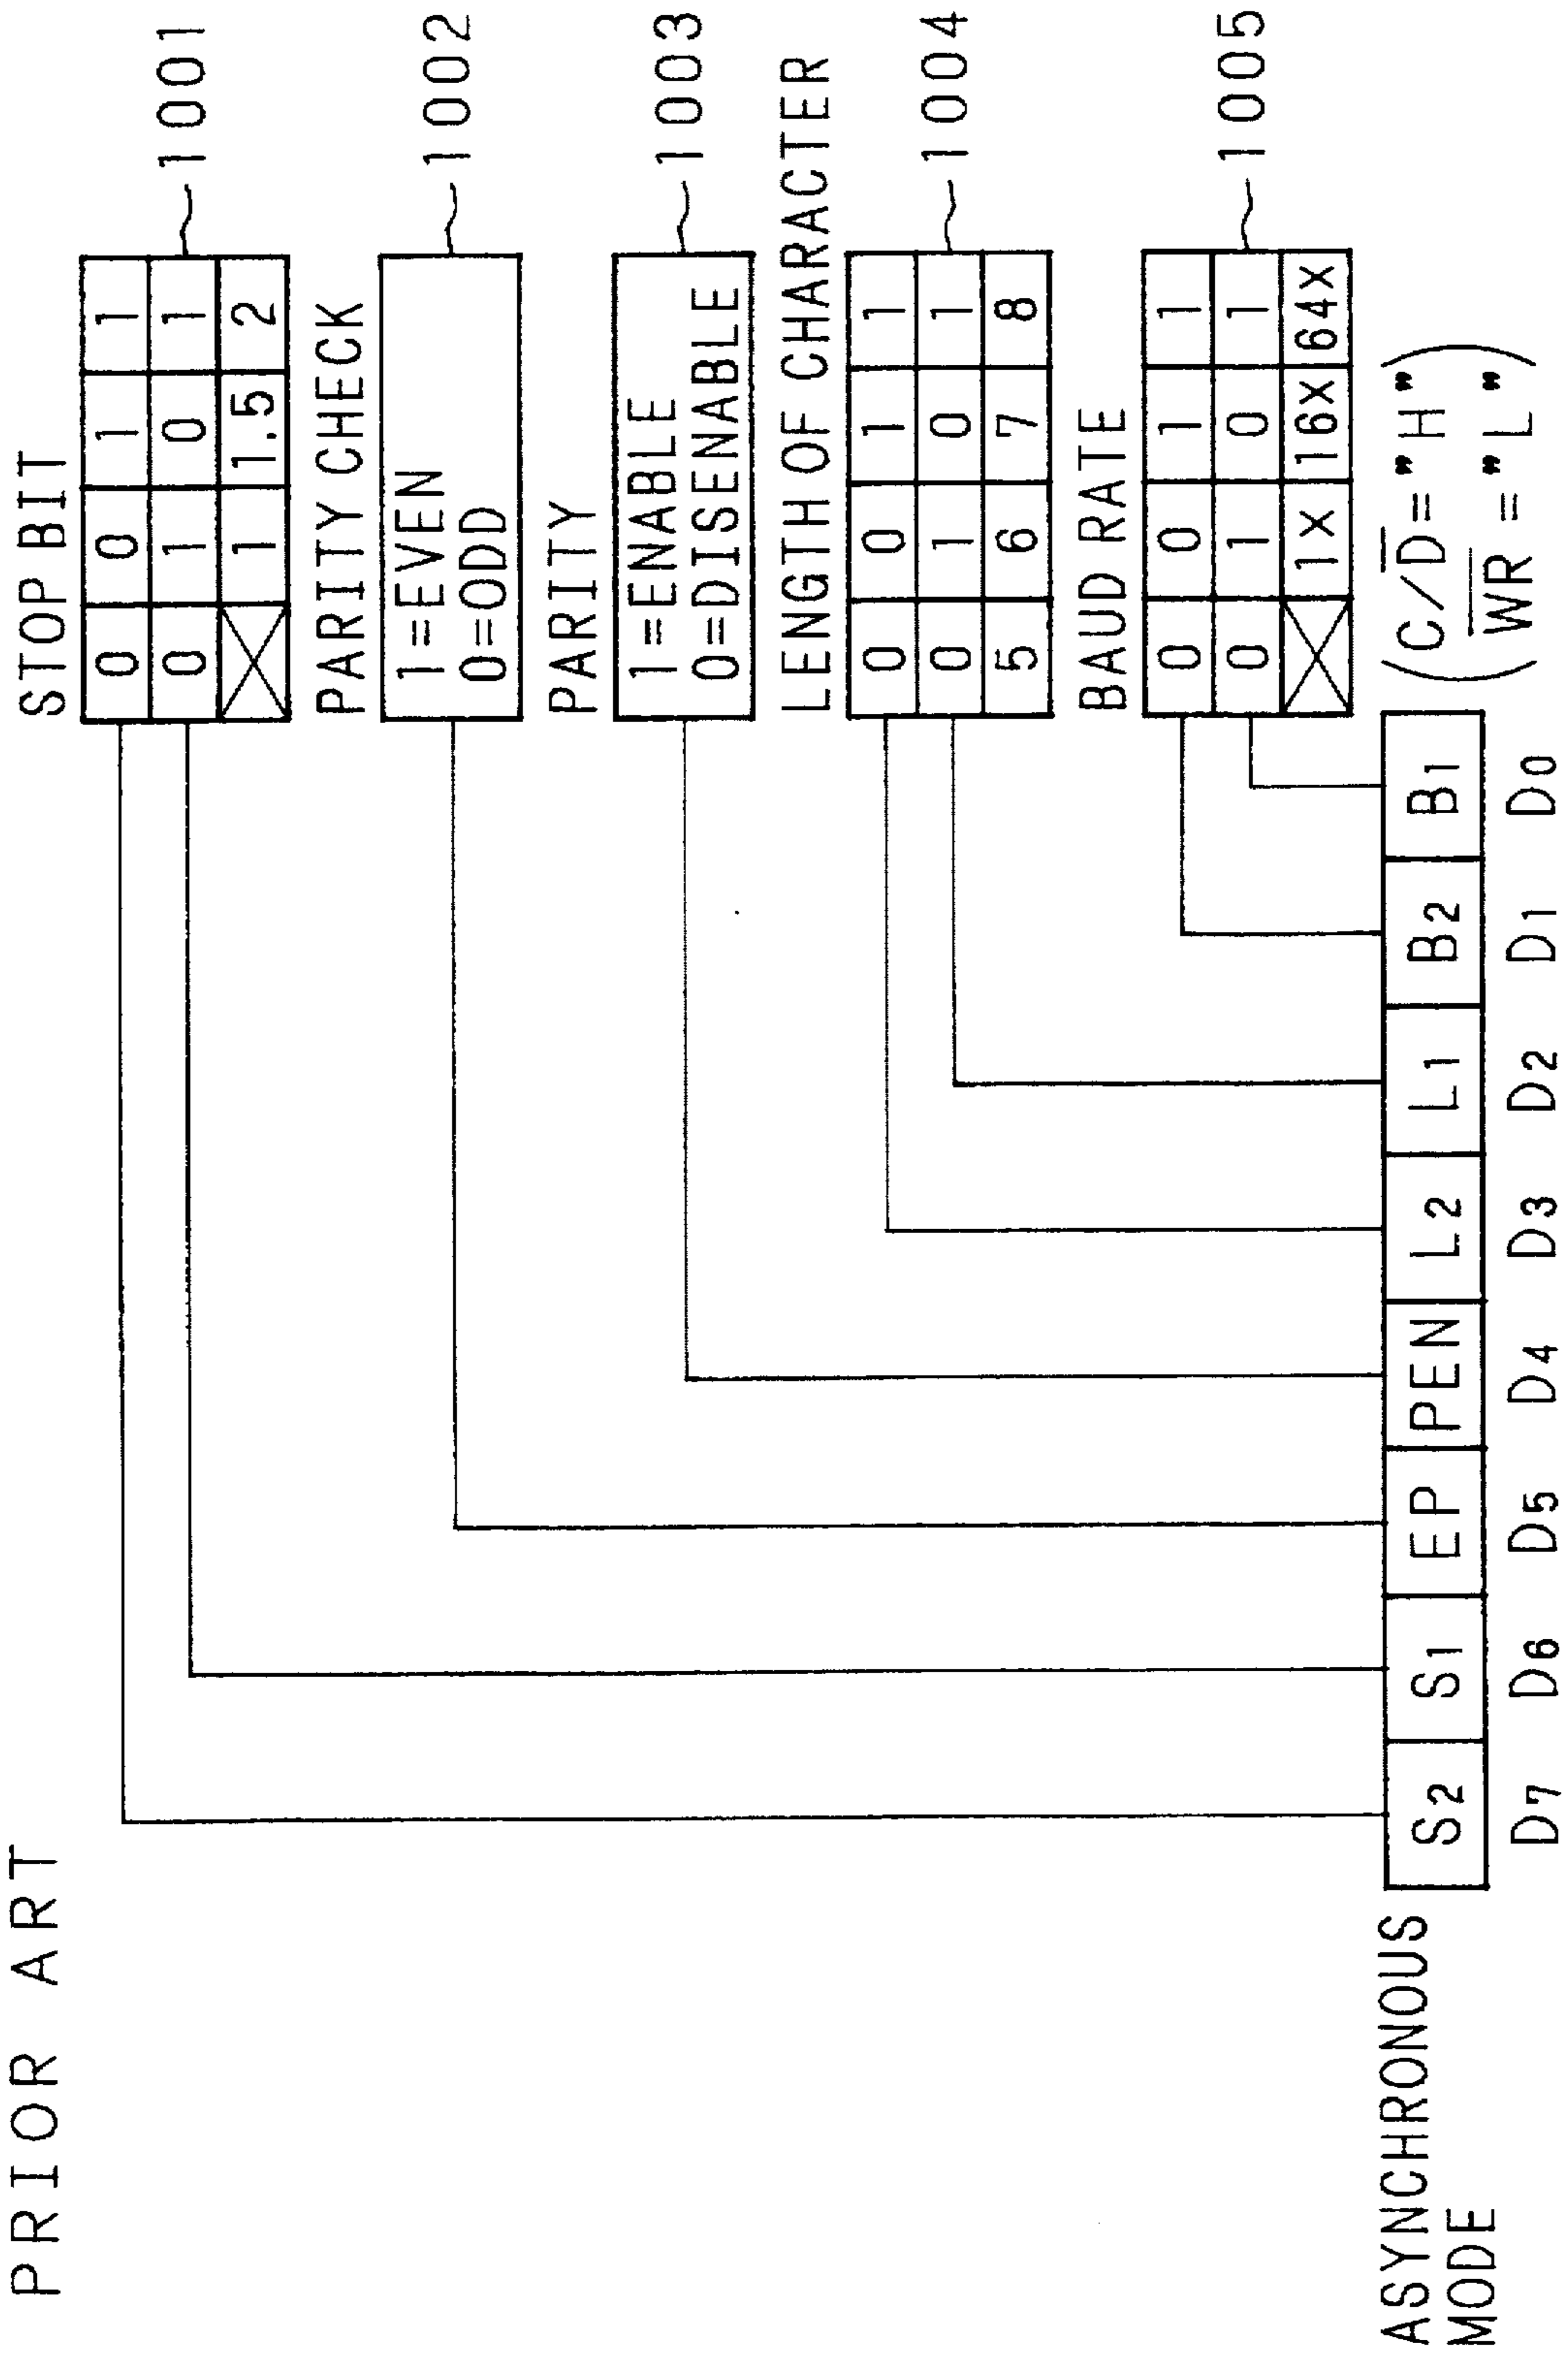 PRIOR ART
STOP BIT
0 0 1 1
0 1 0 1
1 1.5 2
1001
PARITY CHECK
1=EVEN
0=ODD
1002
PARITY
1=ENABLE
0=DISENABLE
1003
LENGTH OF CHARACTER
0 0 1 1
0 1 0 1
5 6 7 8
1004
BAUD RATE
0 0 1 1
0 1 0 1
1X 16X 64X
1005
(C/D̅="H"
W̅R̅="L")
ASYNCHRONOUS
MODE
S2 S1 EP PEN L2 L1 B2 B1
D7 D6 D5 D4 D3 D2 D1 D0